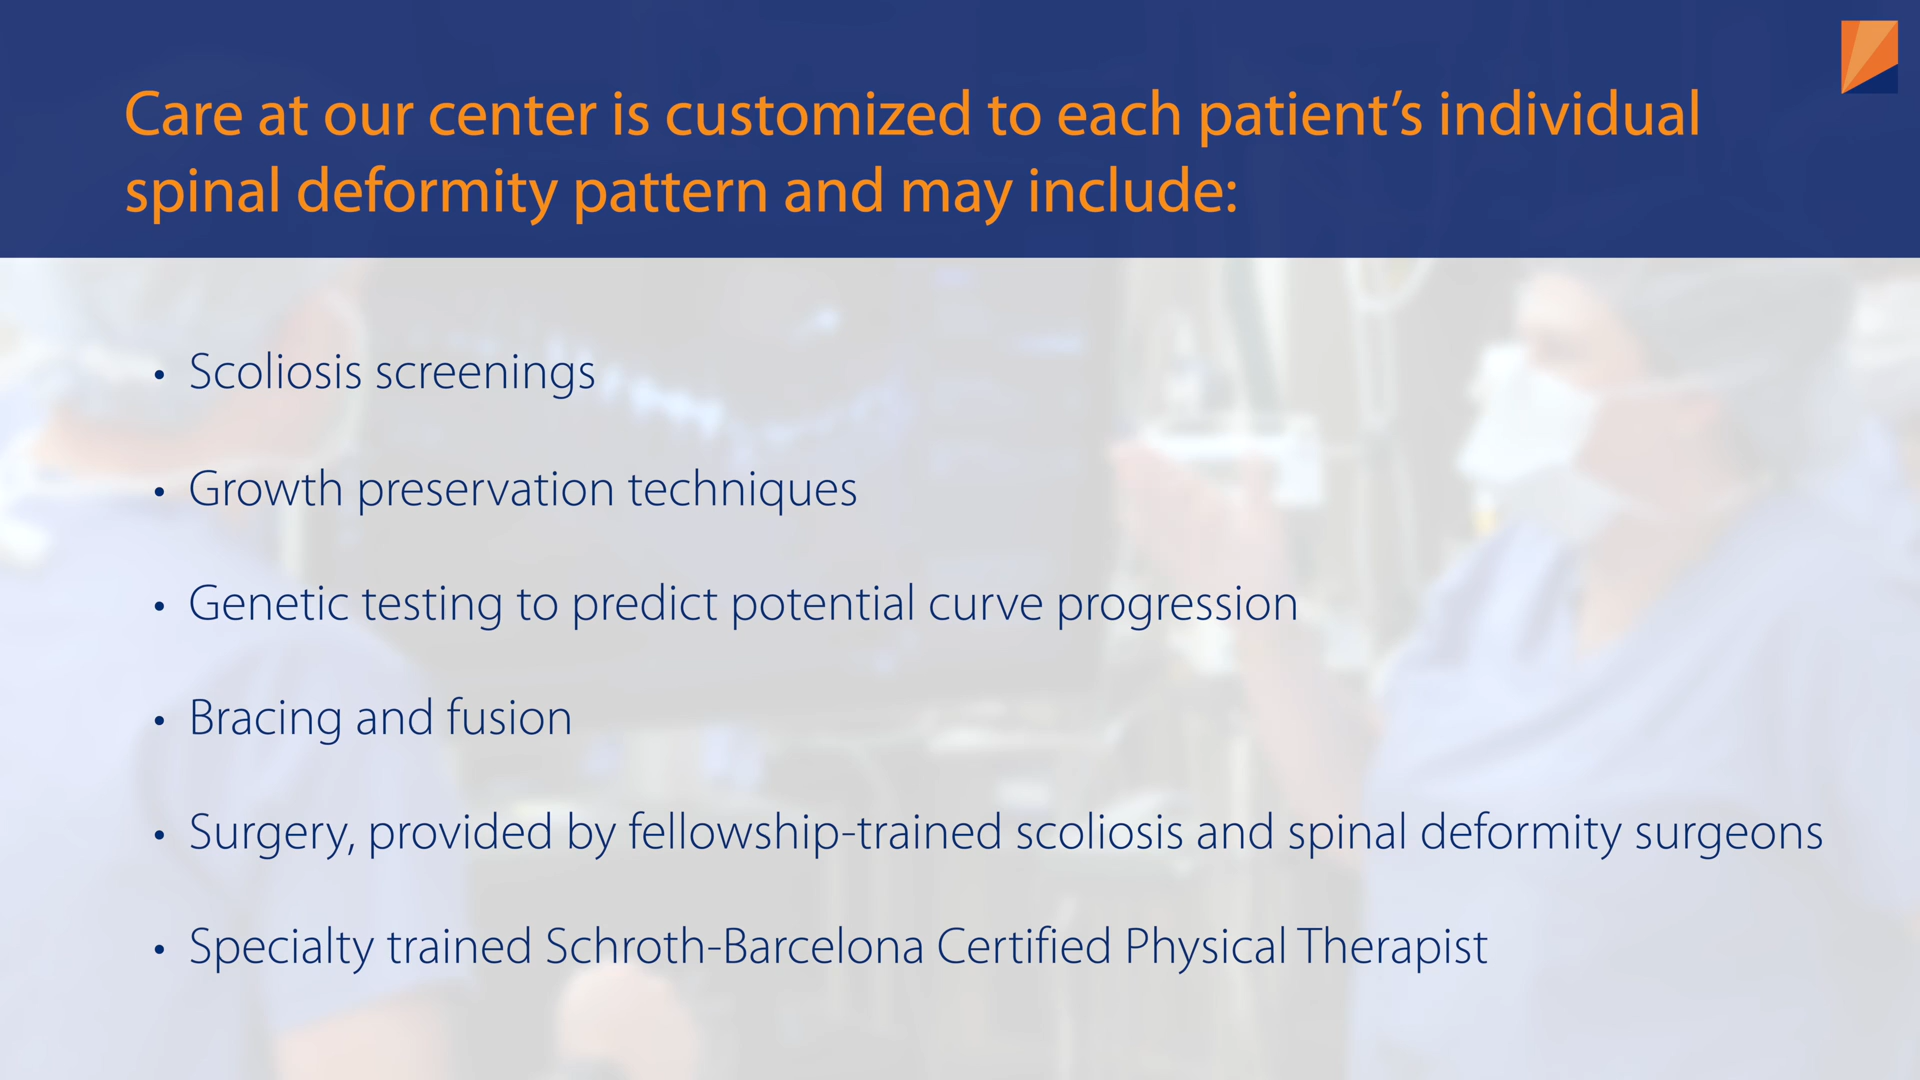 Care at our center is customized to each patient’s individual
spinal deformity pattern and may include:
• Scoliosis screenings
• Growth preservation techniques
• Genetic testing to predict potential curve progression
• Bracing and fusion
• Surgery, provided by fellowship-trained scoliosis and spinal deformity surgeons
• Specialty trained Schroth-Barcelona Certified Physical Therapist